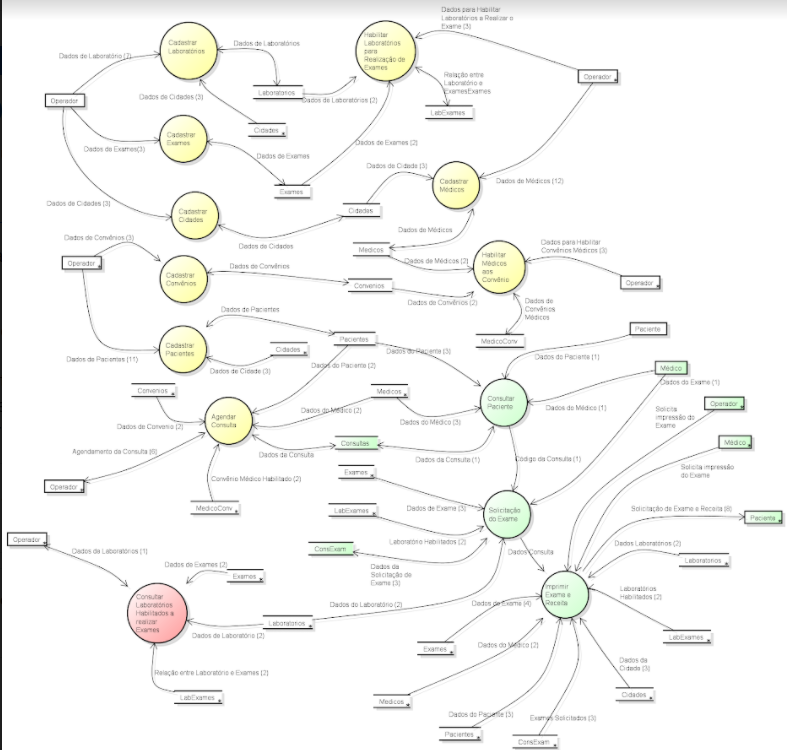 Dados para Habilitar
Laboratórios a Realizar o
Exame (3)
Cadastrar
Laboratórios
Dados de Laboratórios
Habilitar
Laboratórios
para
Realização de
Exames
Dados de Laboratório (7)
Relação entre
Laboratório e
ExamesExames
Operador
Operador
Dados de Cidades (3)
Laboratorios
Dados de Laboratórios (2)
LabExames
Cidades
Cadastrar
Exames
Dados de Exames(3)
Dados de Exames
Dados de Exames (2)
Exames
Dados de Cidade (3)
Cadastrar
Médicos
Dados de Médicos (12)
Dados de Cidades (3)
Cadastrar
Cidades
Cidades
Dados de Cidades
Dados de Médicos
Dados de Convênios (3)
Operador
Cadastrar
Convênios
Dados de Convênios
Medicos
Dados de Médicos (2)
Habilitar
Médicos
aos
Convênio
Dados para Habilitar
Convênios Médicos (3)
Operador
Convenios
Dados de Convênios (2)
Dados de
Convênios
Médicos
MedicoConv
Dados de Pacientes
Cadastrar
Pacientes
Dados de Pacientes (11)
Cidades
Dados de Cidade (3)
Pacientes
Dados do Paciente (3)
Dados do Paciente (2)
Paciente
Dados do Paciente (1)
Médico
Dados do Exame (1)
Convenios
Medicos
Consultar
Paciente
Operador
Agendar
Consulta
Dados do Médico (2)
Dados do Médico (3)
Dados do Médico (1)
Solicita
impressão do
Exame
Dados de Convenio (2)
Médico
Agendamento da Consulta (6)
Dados da Consulta
Consultas
Dados da Consulta (1)
Código da Consulta (1)
Solicita impressão
do Exame
Convênio Médico Habilitado (2)
Exames
Operador
MedicoConv
LabExames
Dados de Exame (3)
Solicitação
do Exame
Solicitação de Exame e Receita (8)
Paciente
Operador
Laboratório Habilitados (2)
Dados Laboratórios (2)
Dados de Laboratórios (1)
ConsExam
Dados Consulta
Laboratórios
Dados de Exames (2)
Exames
Dados da
Solicitação de
Exame (3)
Imprimir
Exame e
Receita
Laboratórios
Habilitados (2)
Consultar
Laboratórios
Habilitados a
realizar
Exames
Dados do Laboratório (2)
Dados de Exame (4)
Laboratorios
Dados de Laboratório (2)
LabExames
Exames
Dados do Médico (2)
Dados da
Cidade (3)
Relação entre Laboratório e Exames (2)
Cidades
LabExames
Medicos
Dados do Paciente (3)
Exames Solicitados (3)
Pacientes
ConsExam